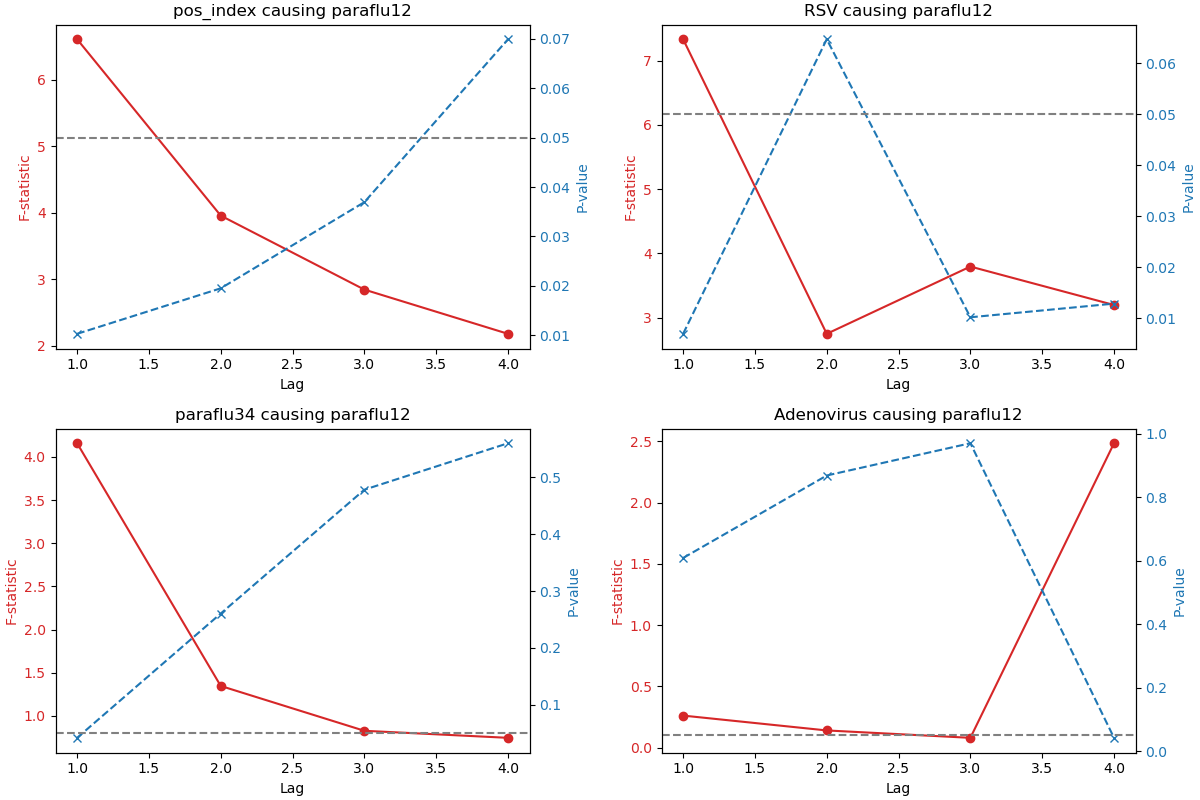 pos_index causing paraflu12
F-statistic
6
5
4
3
2
0.07
0.06
0.05
0.04
0.03
0.02
0.01
P-value
1.0 1.5 2.0 2.5 3.0 3.5 4.0
Lag
RSV causing paraflu12
F-statistic
7
6
5
4
3
0.06
0.05
0.04
0.03
0.02
0.01
P-value
1.0 1.5 2.0 2.5 3.0 3.5 4.0
Lag
paraflu34 causing paraflu12
F-statistic
4.0
3.5
3.0
2.5
2.0
1.5
1.0
0.5
0.4
0.3
0.2
0.1
P-value
1.0 1.5 2.0 2.5 3.0 3.5 4.0
Lag
Adenovirus causing paraflu12
F-statistic
2.5
2.0
1.5
1.0
0.5
0.0
1.0
0.8
0.6
0.4
0.2
0.0
P-value
1.0 1.5 2.0 2.5 3.0 3.5 4.0
Lag